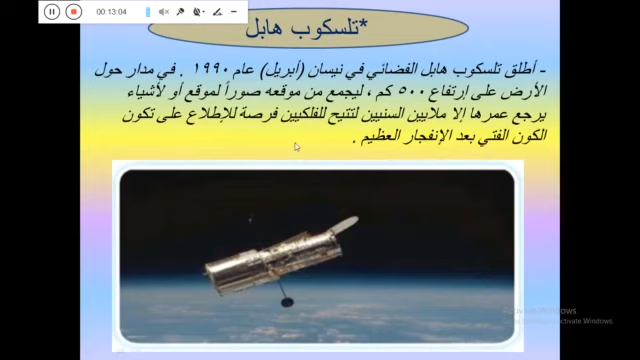 00:13:04
*تلسكوب هابل
- أطلق تلسكوب هابل الفضائي في نيسان (أبريل) عام ١٩٩٠ . في مدار حول
الأرض على إرتفاع ٥٠٠ كم ، ليجمع من موقعه صوراً لموقع أو لأشياء
يرجع عمرها إلا ملايين السنيين لتتيح للفلكيين فرصة للإطلاع على تكون
الكون الفتي بعد الإنفجار العظيم .
Activate Windows.